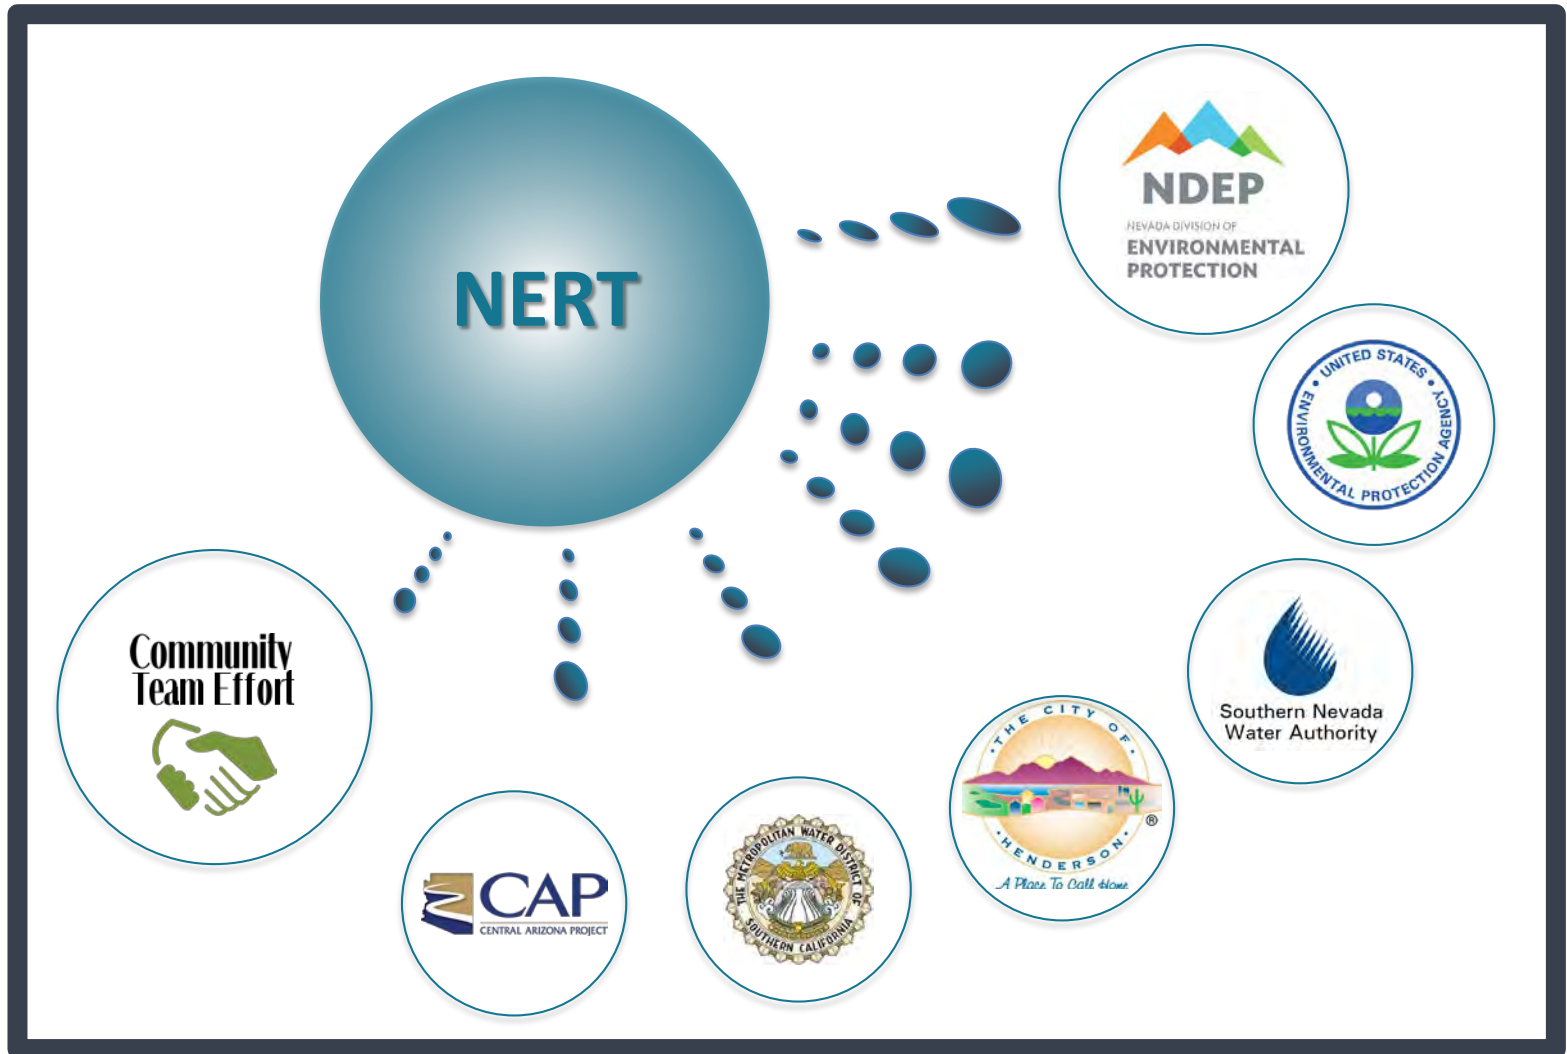 NERT
NDEP
NEVADA DIVISION OF
ENVIRONMENTAL
PROTECTION
UNITED STATES
ENVIRONMENTAL PROTECTION AGENCY
Southern Nevada
Water Authority
THE CITY OF
HENDERSON
®
A Place To Call Home
THE METROPOLITAN WATER DISTRICT OF
SOUTHERN CALIFORNIA
CAP
CENTRAL ARIZONA PROJECT
Community
Team Effort